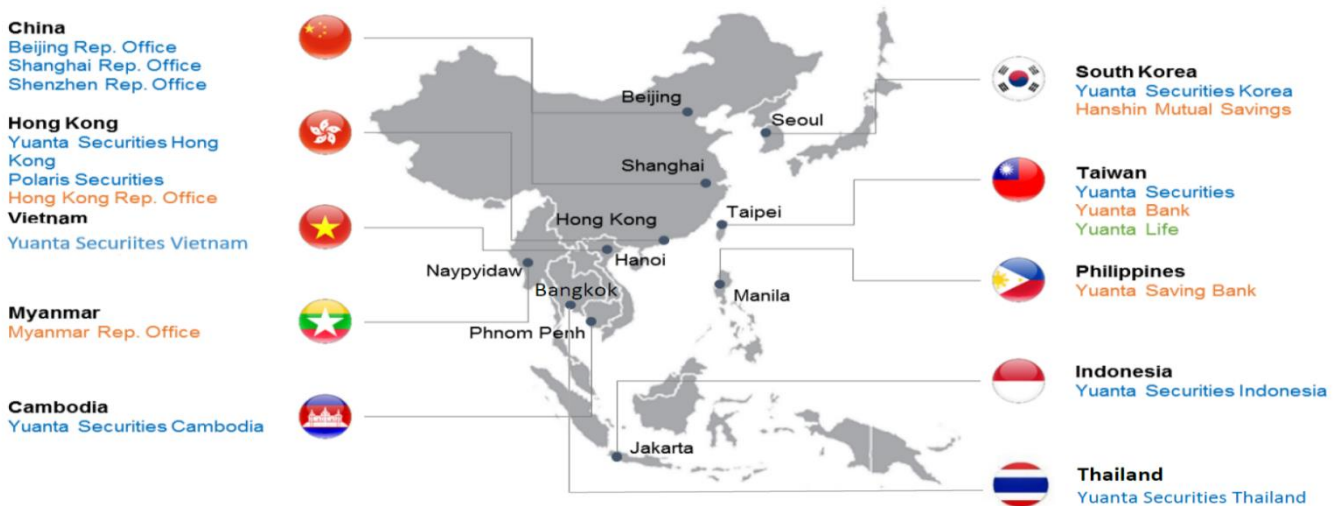 China
Beijing Rep. Office
Shanghai Rep. Office
Shenzhen Rep. Office
Hong Kong
Yuanta Securities Hong
Kong
Polaris Securities
Hong Kong Rep. Office
Vietnam
Yuanta Securiites Vietnam
Myanmar
Myanmar Rep. Office
Cambodia
Yuanta Securities Cambodia
Beijing
Seoul
Shanghai
Hong Kong
Taipei
Hanoi
Naypyidaw
Bangkok
Manila
Phnom Penh
Jakarta
South Korea
Yuanta Securities Korea
Hanshin Mutual Savings
Taiwan
Yuanta Securities
Yuanta Bank
Yuanta Life
Philippines
Yuanta Saving Bank
Indonesia
Yuanta Securities Indonesia
Thailand
Yuanta Securities Thailand